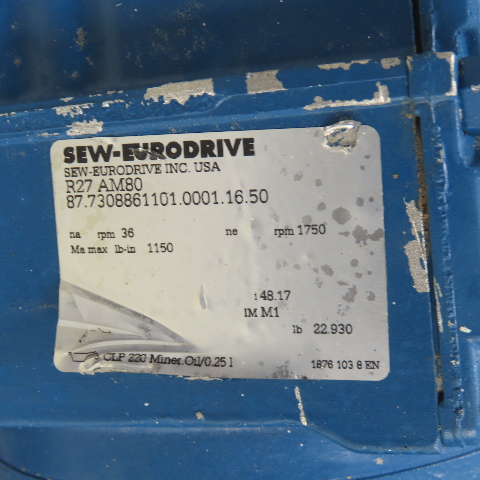 SEW-EURODRIVE
SEW-EURODRIVE INC. USA
R27 AM80
87.7308861101.0001.16.50
na rpm 36 ne rpm 1750
Ma max lb-in 1150
i 48.17
IM M1
lb 22.930
CLP 220 Miner.Oil/0.25 l
1876 103 8 EN